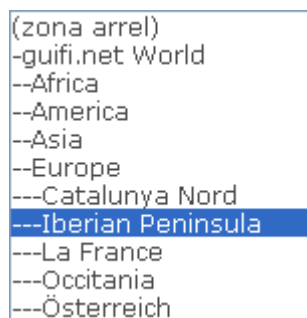 (zona arrel)
-guifi.net World
--Africa
--America
--Asia
--Europe
---Catalunya Nord
---Iberian Peninsula
---La France
---Occitania
---Österreich